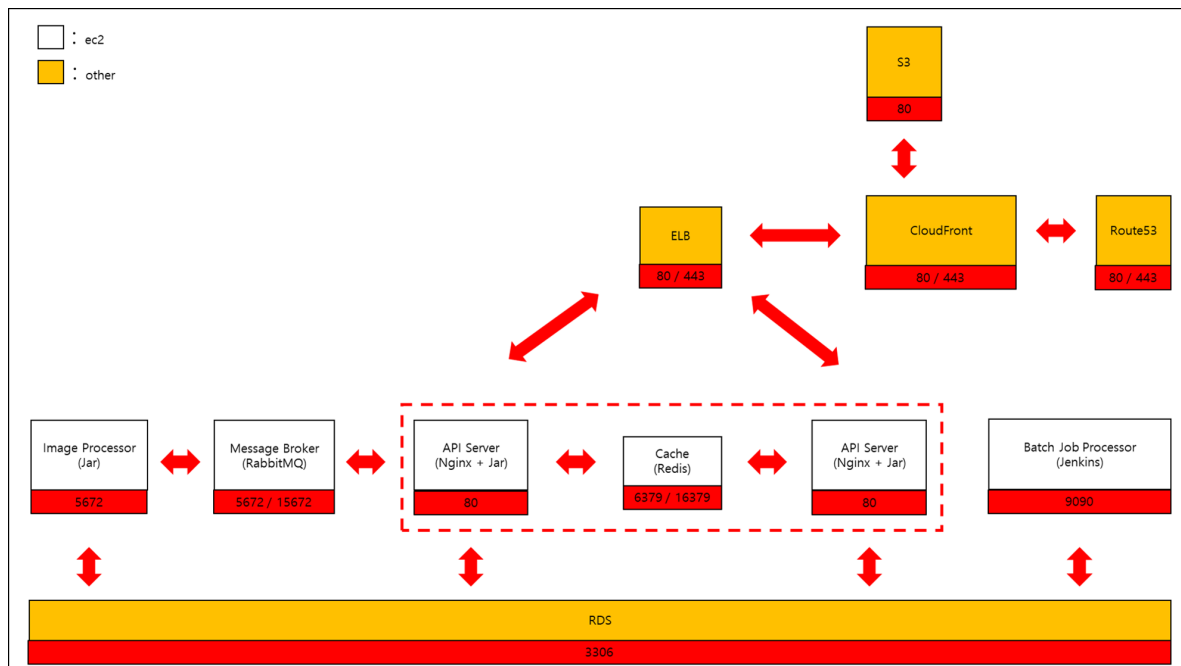 : ec2
: other
S3
80
ELB
80 / 443
CloudFront
80 / 443
Route53
80 / 443
Image Processor
(Jar)
5672
Message Broker
(RabbitMQ)
5672 / 15672
API Server
(Nginx + Jar)
80
Cache
(Redis)
6379 / 16379
API Server
(Nginx + Jar)
80
Batch Job Processor
(Jenkins)
9090
RDS
3306